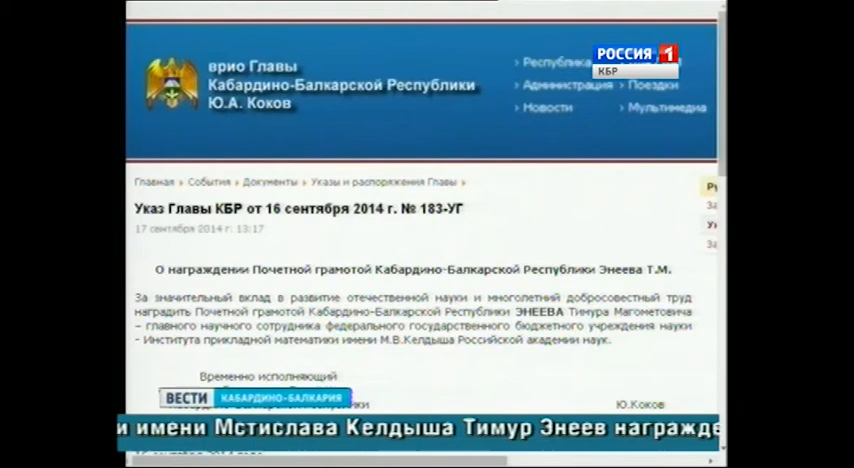 врио Главы
Кабардино-Балкарской Республики
Ю.А. Коков
Республика
Администрация
Поездки
Новости
Мультимедиа
РОССИЯ 1
КБР
Главная События Документы Указы и распоряжения Главы
Указ Главы КБР от 16 сентября 2014 г. № 183-УГ
17 сентября 2014 г. 13:17
О награждении Почетной грамотой Кабардино-Балкарской Республики Энеева Т.М.
За значительный вклад в развитие отечественной науки и многолетний добросовестный труд
наградить Почетной грамотой Кабардино-Балкарской Республики ЭНЕЕВА Тимура Магометовича
– главного научного сотрудника федерального государственного бюджетного учреждения науки
- Института прикладной математики имени М.В.Келдыша Российской академии наук.
Временно исполняющий
Ю.Коков
ВЕСТИ КАБАРДИНО-БАЛКАРИЯ
и имени Мстислава Келдыша Тимур Энеев награжде